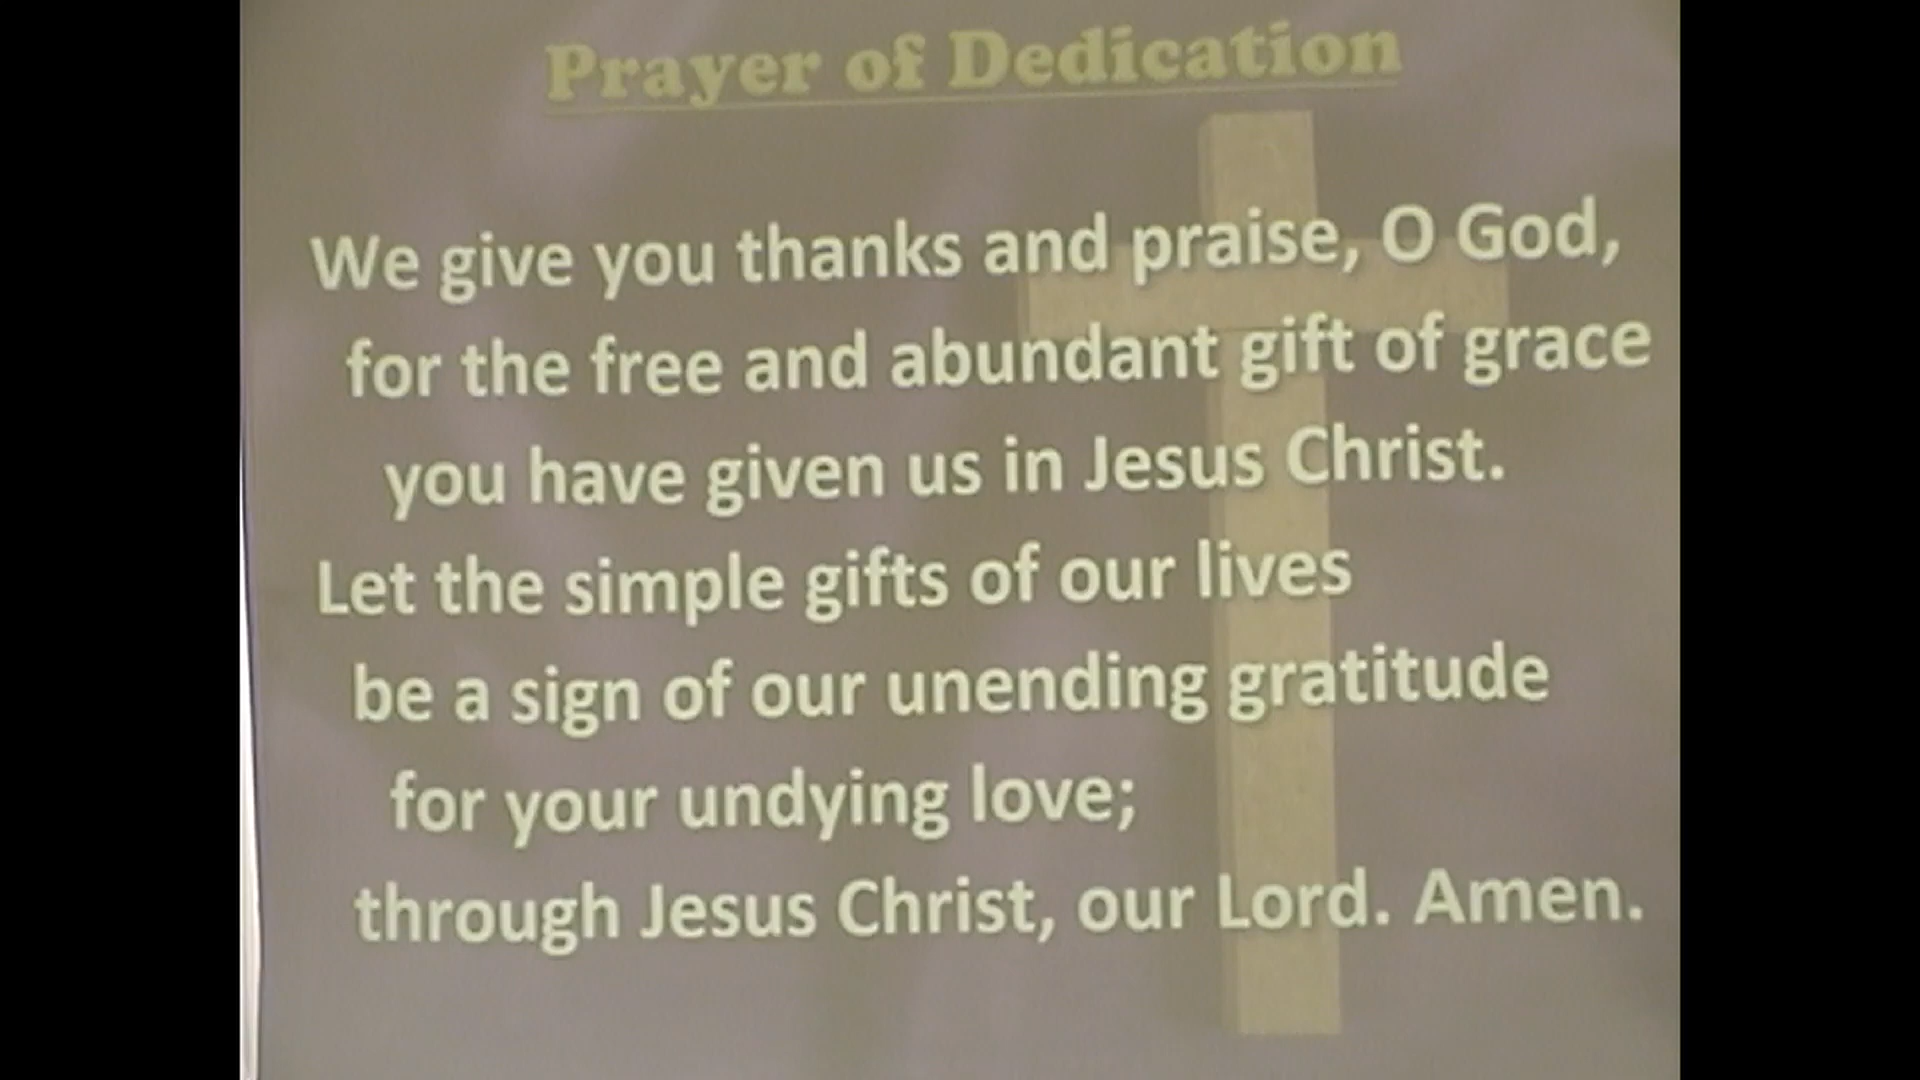 Prayer of Dedication
We give you thanks and praise, O God,
for the free and abundant gift of grace
you have given us in Jesus Christ.
Let the simple gifts of our lives
be a sign of our unending gratitude
for your undying love;
through Jesus Christ, our Lord. Amen.